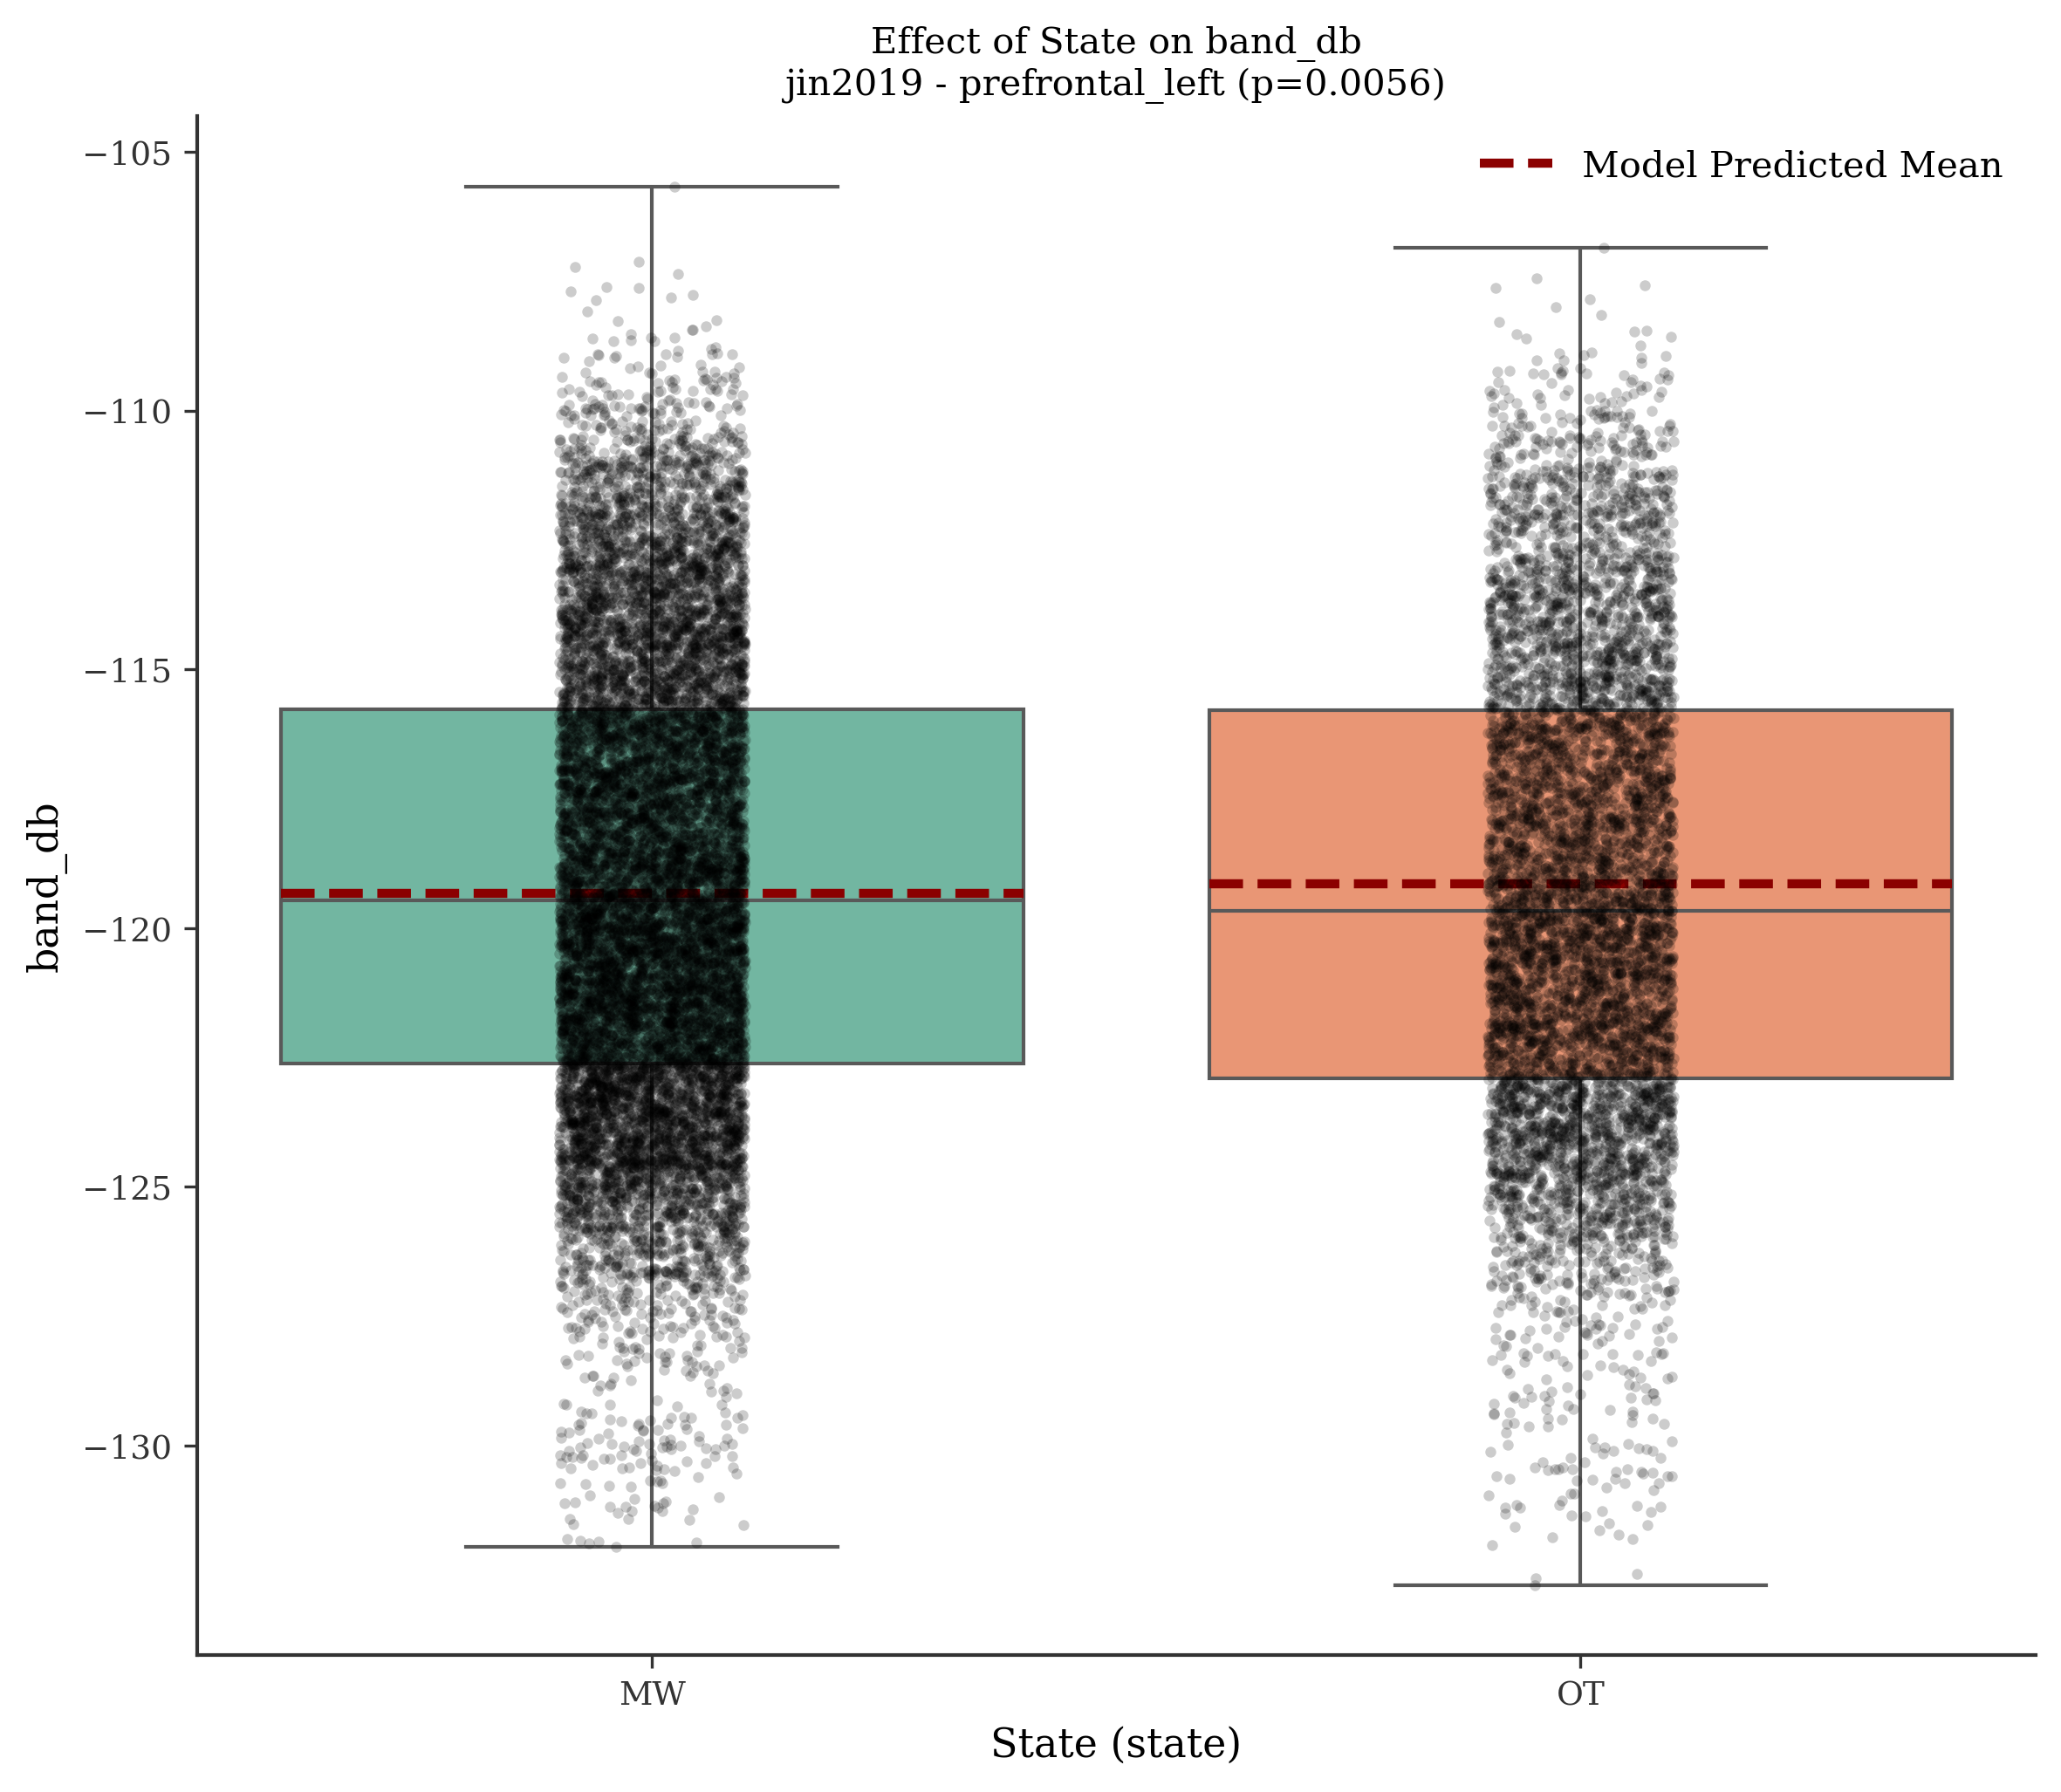 Effect of State on band_db
jin2019 - prefrontal_left (p=0.0056)
Model Predicted Mean
band_db
−105
−110
−115
−120
−125
−130
MW
OT
State (state)